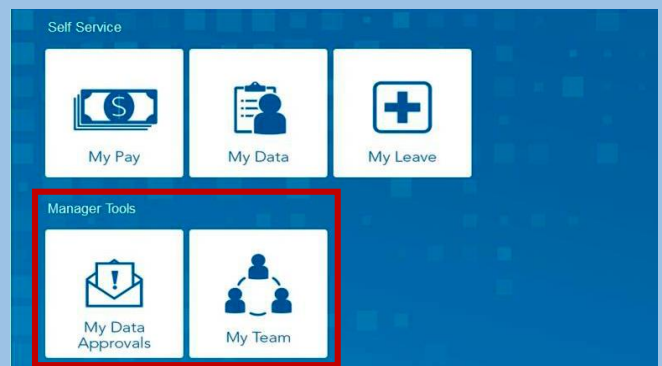 Self Service
My Pay
My Data
My Leave
Manager Tools
My Data
Approvals
My Team